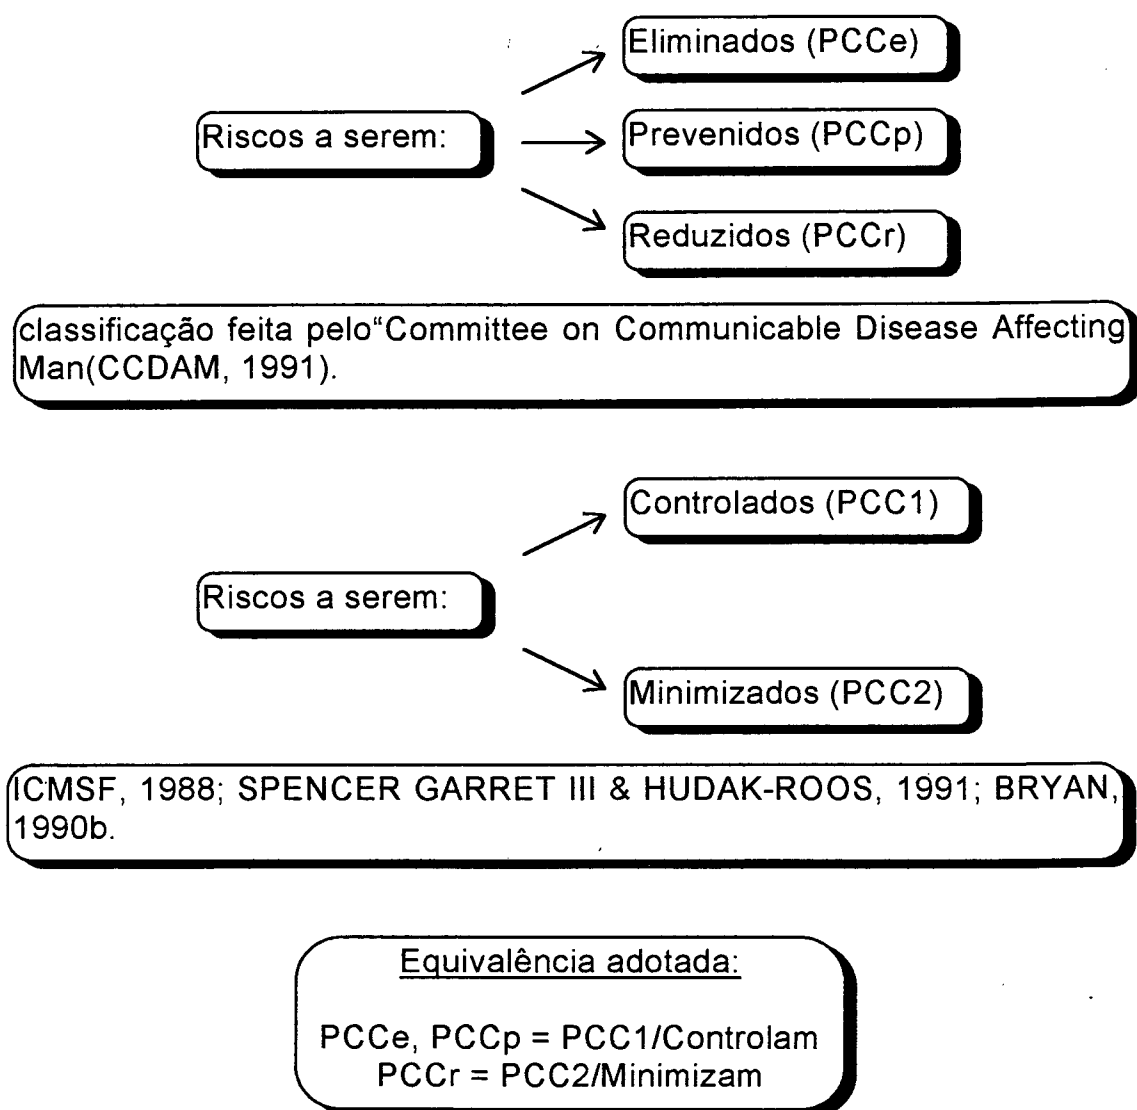 Eliminados (PCCe)
Riscos a serem:
Prevenidos (PCCp)
Reduzidos (PCCr)
classificação feita pelo“Committee on Communicable Disease Affecting
Man(CCDAM, 1991).
Controlados (PCC1)
Riscos a serem:
Minimizados (PCC2)
ICMSF, 1988; SPENCER GARRET III & HUDAK-ROOS, 1991; BRYAN,
1990b.
Equivalência adotada:
PCCe, PCCp = PCC1/Controlam
PCCr = PCC2/Minimizam